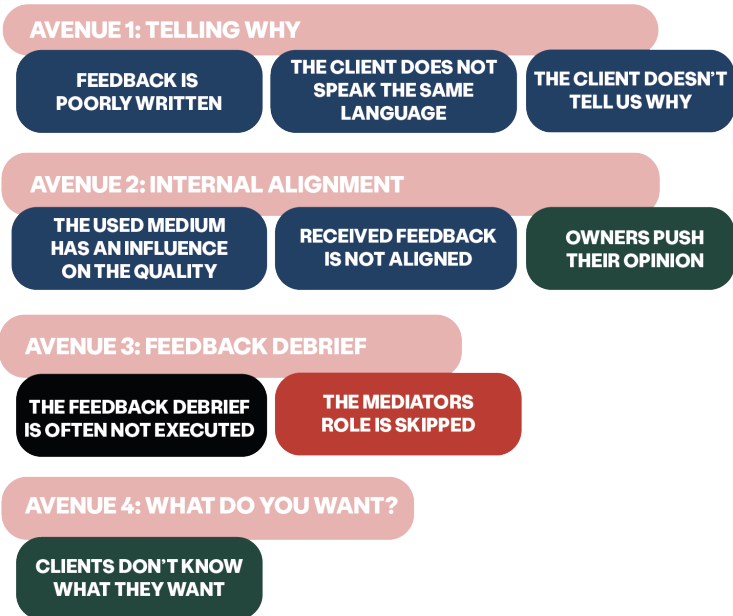 AVENUE 1: TELLING WHY
FEEDBACK IS
POORLY WRITTEN
THE CLIENT DOES NOT
SPEAK THE SAME
LANGUAGE
THE CLIENT DOESN'T
TELL US WHY
AVENUE 2: INTERNAL ALIGNMENT
THE USED MEDIUM
HAS AN INFLUENCE
ON THE QUALITY
RECEIVED FEEDBACK
IS NOT ALIGNED
OWNERS PUSH
THEIR OPINION
AVENUE 3: FEEDBACK DEBRIEF
THE FEEDBACK DEBRIEF
IS OFTEN NOT EXECUTED
THE MEDIATORS
ROLE IS SKIPPED
AVENUE 4: WHAT DO YOU WANT?
CLIENTS DON'T KNOW
WHAT THEY WANT